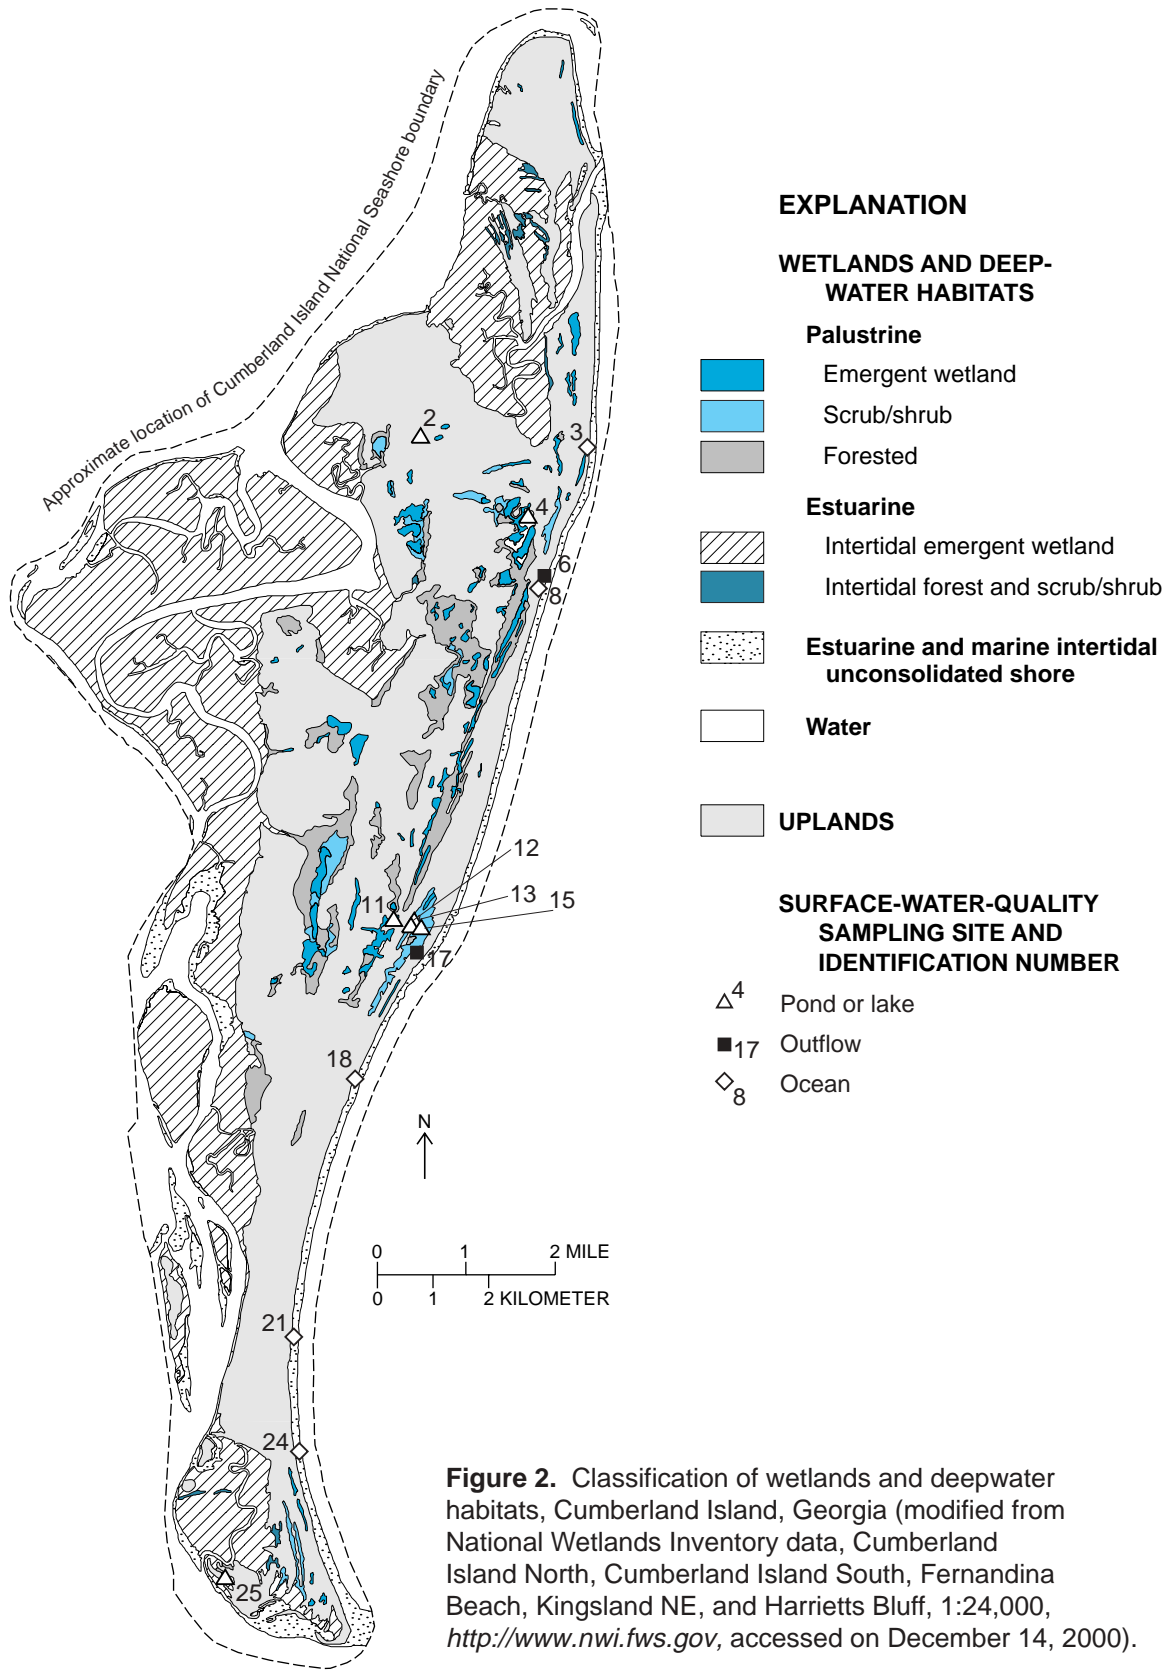 Approximate location of Cumberland Island National Seashore boundary
2
3
4
6
8
12
13
15
11
17
18
N
0 1 2 MILE
0 1 2 KILOMETER
21
24
25
EXPLANATION
WETLANDS AND DEEP-
WATER HABITATS
Palustrine
Emergent wetland
Scrub/shrub
Forested
Estuarine
Intertidal emergent wetland
Intertidal forest and scrub/shrub
Estuarine and marine intertidal
unconsolidated shore
Water
UPLANDS
SURFACE-WATER-QUALITY
SAMPLING SITE AND
IDENTIFICATION NUMBER
4 Pond or lake
17 Outflow
8 Ocean
Figure 2. Classification of wetlands and deepwater
habitats, Cumberland Island, Georgia (modified from
National Wetlands Inventory data, Cumberland
Island North, Cumberland Island South, Fernandina
Beach, Kingsland NE, and Harrietts Bluff, 1:24,000,
http://www.nwi.fws.gov, accessed on December 14, 2000).